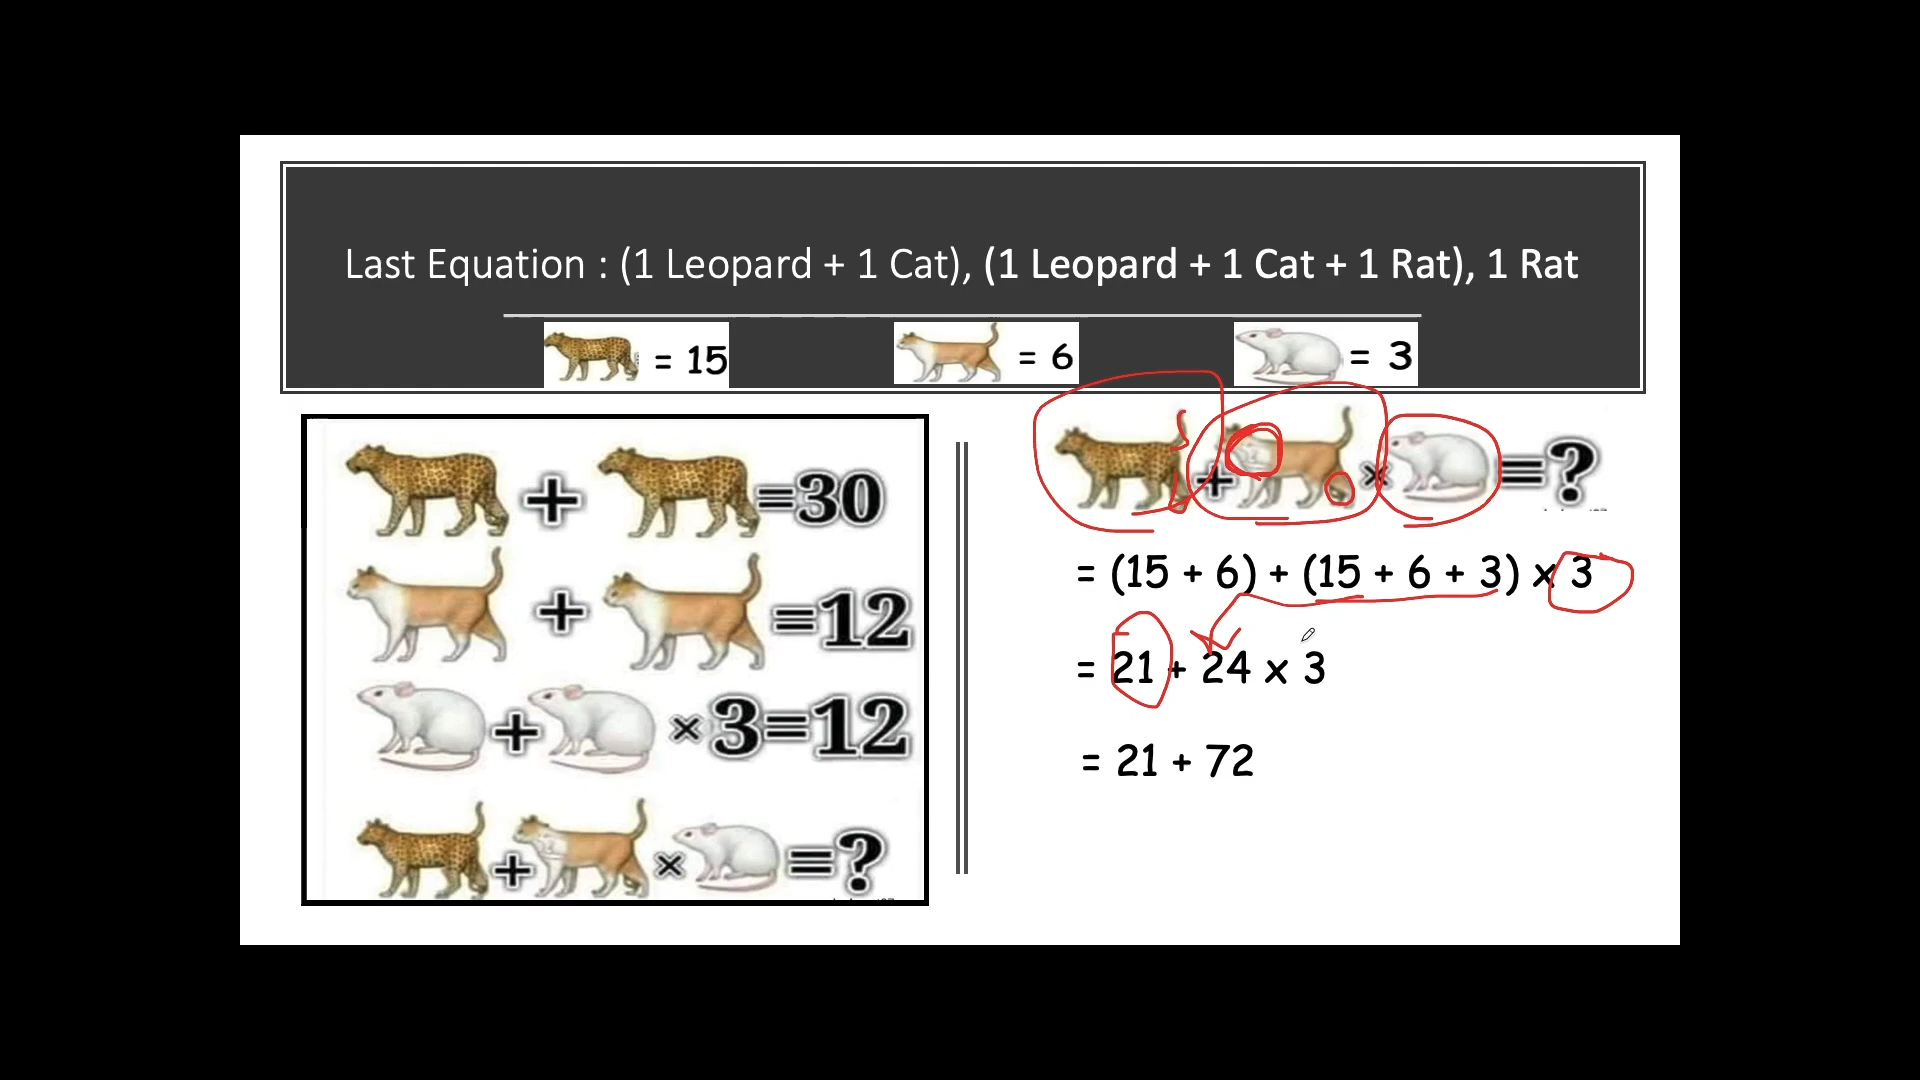 Last Equation : (1 Leopard + 1 Cat), (1 Leopard + 1 Cat + 1 Rat), 1 Rat
= 15
= 6
= 3
+ =30
+ =12
+ ×3=12
+ × =?
+ × =?
= (15 + 6) + (15 + 6 + 3) x 3
= 21 + 24 x 3
= 21 + 72